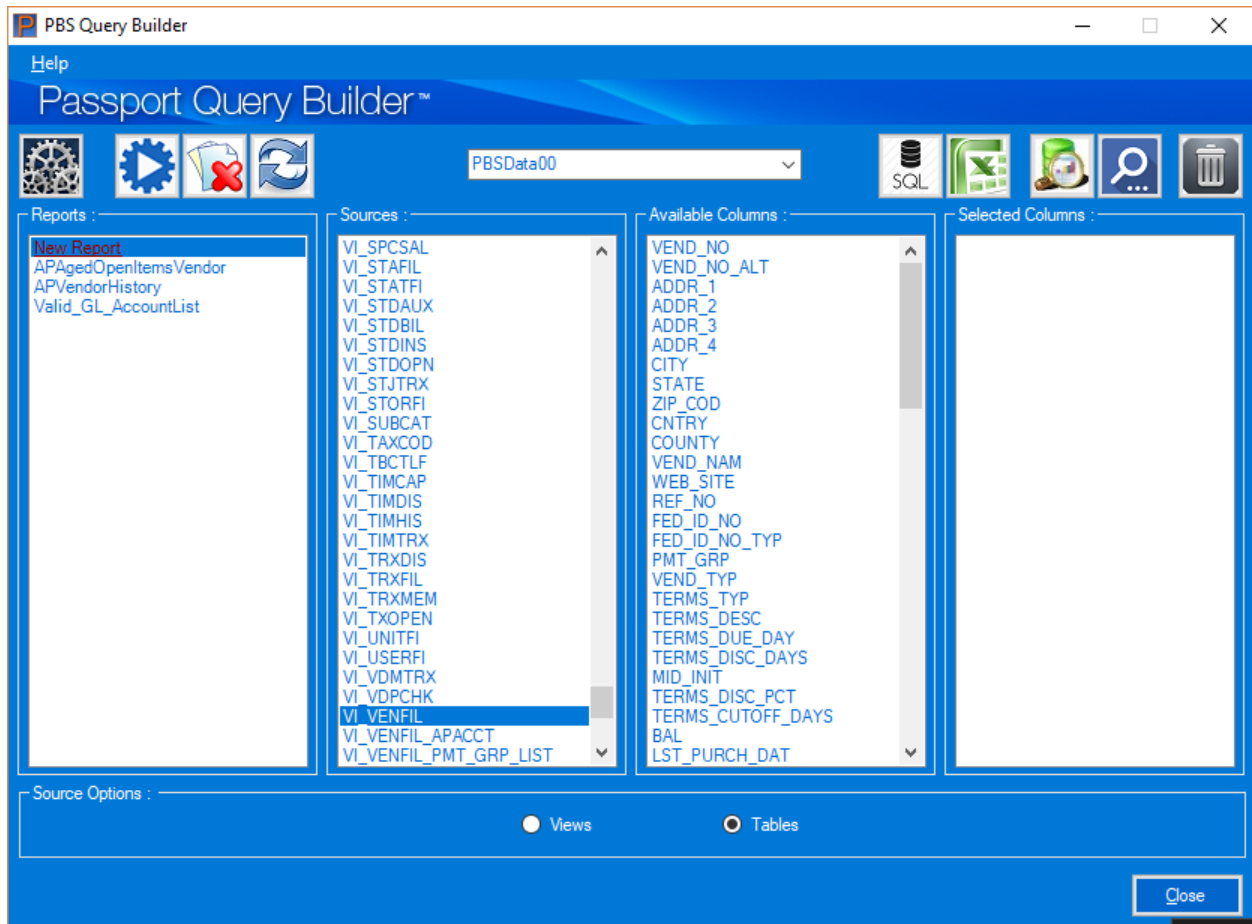 PBS Query Builder
Help
Passport Query Builder™
PBSData00
SQL
Reports :
New Report
APAgedOpenItemsVendor
APVendorHistory
Valid_GL_AccountList
Sources :
VI_SPCSAL
VI_STAFIL
VI_STATFI
VI_STDAUX
VI_STDBIL
VI_STDINS
VI_STDOPN
VI_STJTRX
VI_STORFI
VI_SUBCAT
VI_TAXCOD
VI_TBCTLF
VI_TIMCAP
VI_TIMDIS
VI_TIMHIS
VI_TIMTRX
VI_TRXDIS
VI_TRXFIL
VI_TRXMEM
VI_TXOPEN
VI_UNITFI
VI_USERFI
VI_VDMTRX
VI_VDPCHK
VI_VENFIL
VI_VENFIL_APACCT
VI_VENFIL_PMT_GRP_LIST
Available Columns :
VEND_NO
VEND_NO_ALT
ADDR_1
ADDR_2
ADDR_3
ADDR_4
CITY
STATE
ZIP_COD
CNTRY
COUNTY
VEND_NAM
WEB_SITE
REF_NO
FED_ID_NO
FED_ID_NO_TYP
PMT_GRP
VEND_TYP
TERMS_TYP
TERMS_DESC
TERMS_DUE_DAY
TERMS_DISC_DAYS
MID_INIT
TERMS_DISC_PCT
TERMS_CUTOFF_DAYS
BAL
LST_PURCH_DAT
Selected Columns :
Source Options :
Views
Tables
Close